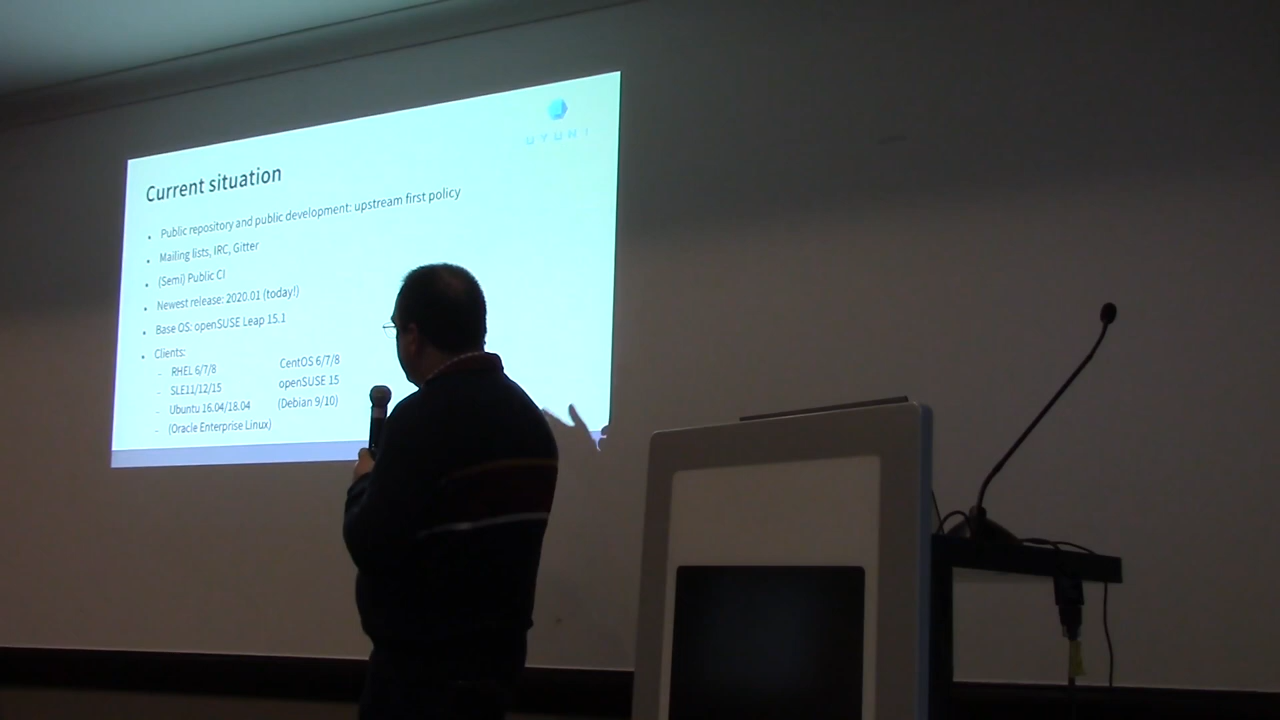 UYUNI
Current situation
• Public repository and public development: upstream first policy
• Mailing lists, IRC, Gitter
• (Semi) Public CI
• Newest release: 2020.01 (today!)
• Base OS: openSUSE Leap 15.1
• Clients:
- RHEL 6/7/8 CentOS 6/7/8
- SLE11/12/15 openSUSE 15
- Ubuntu 16.04/18.04 (Debian 9/10)
- (Oracle Enterprise Linux)